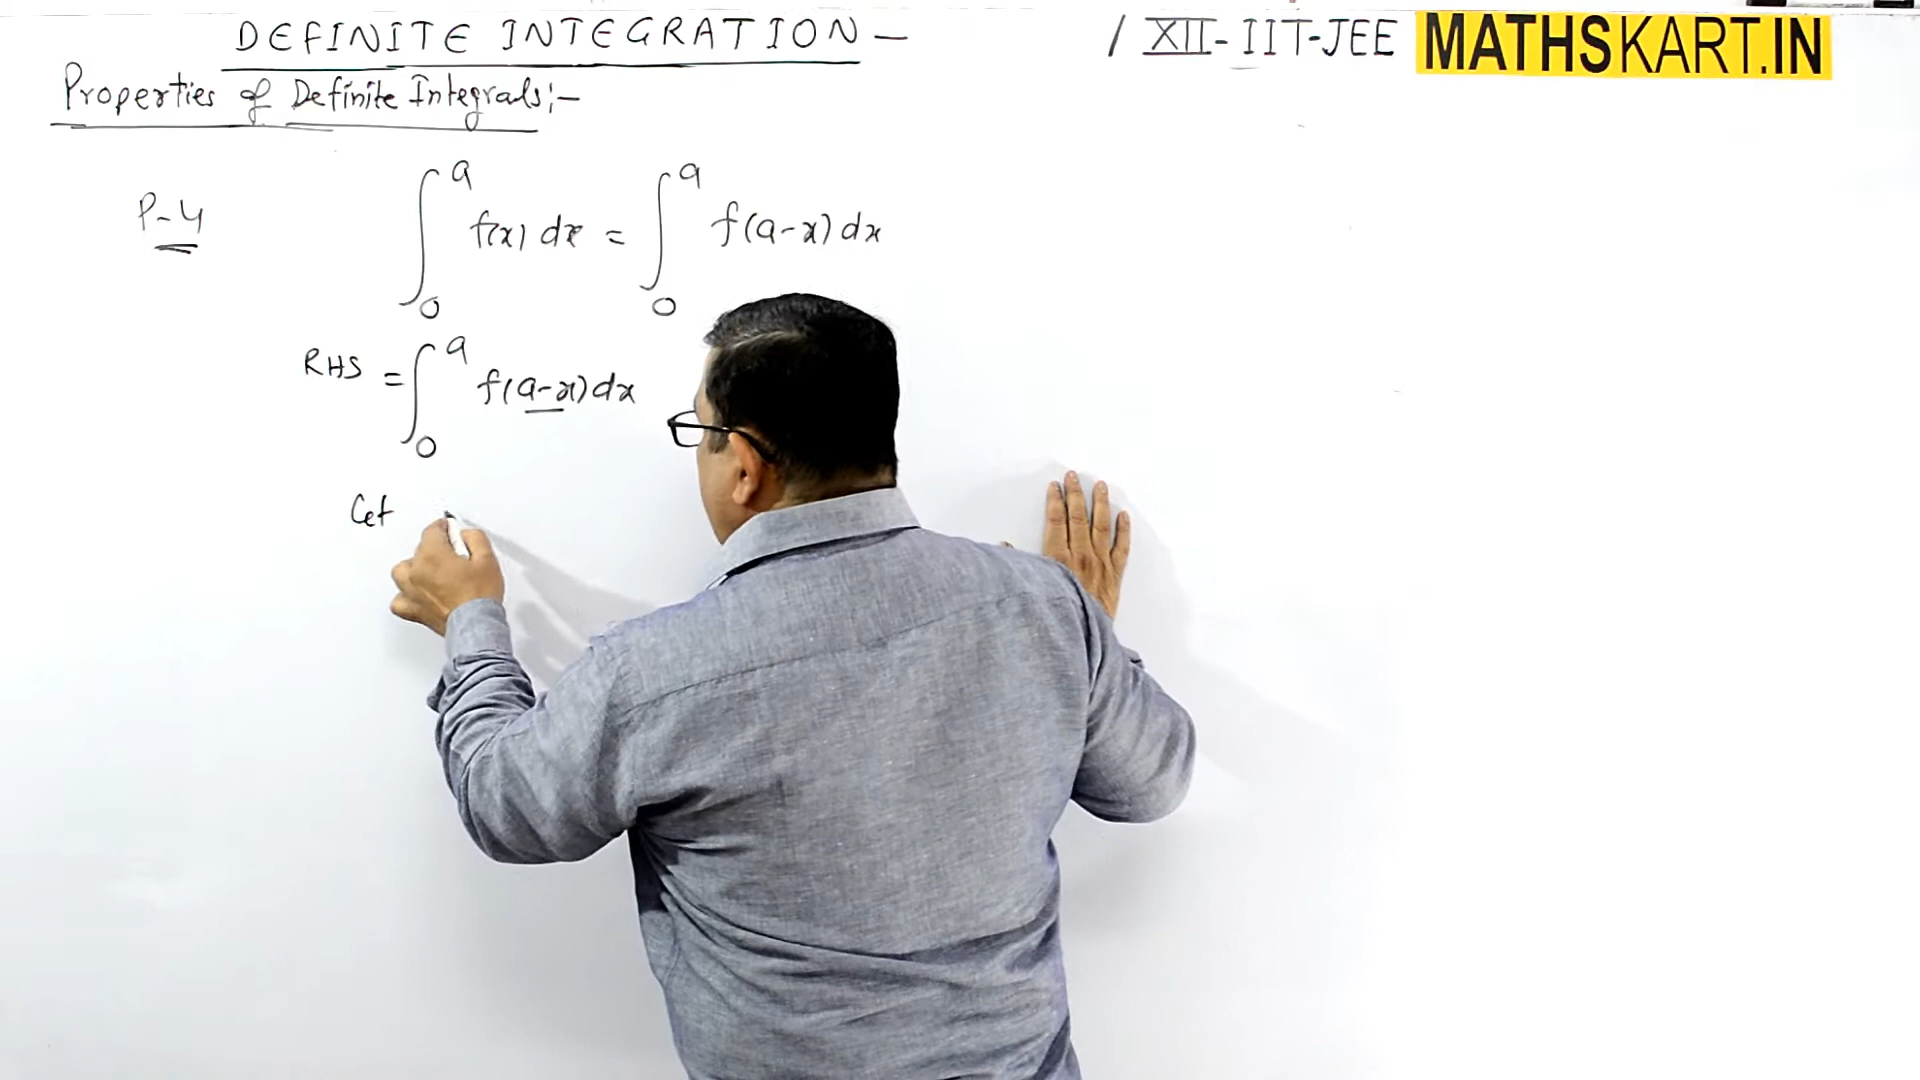 DEFINITE INTEGRATION – / XII-IIT-JEE MATHSKART.IN
Properties of Definite Integrals:–
P-4 ∫₀ᵃ f(x) dx = ∫₀ᵃ f(a-x) dx
RHS = ∫₀ᵃ f(a-x) dx
Let